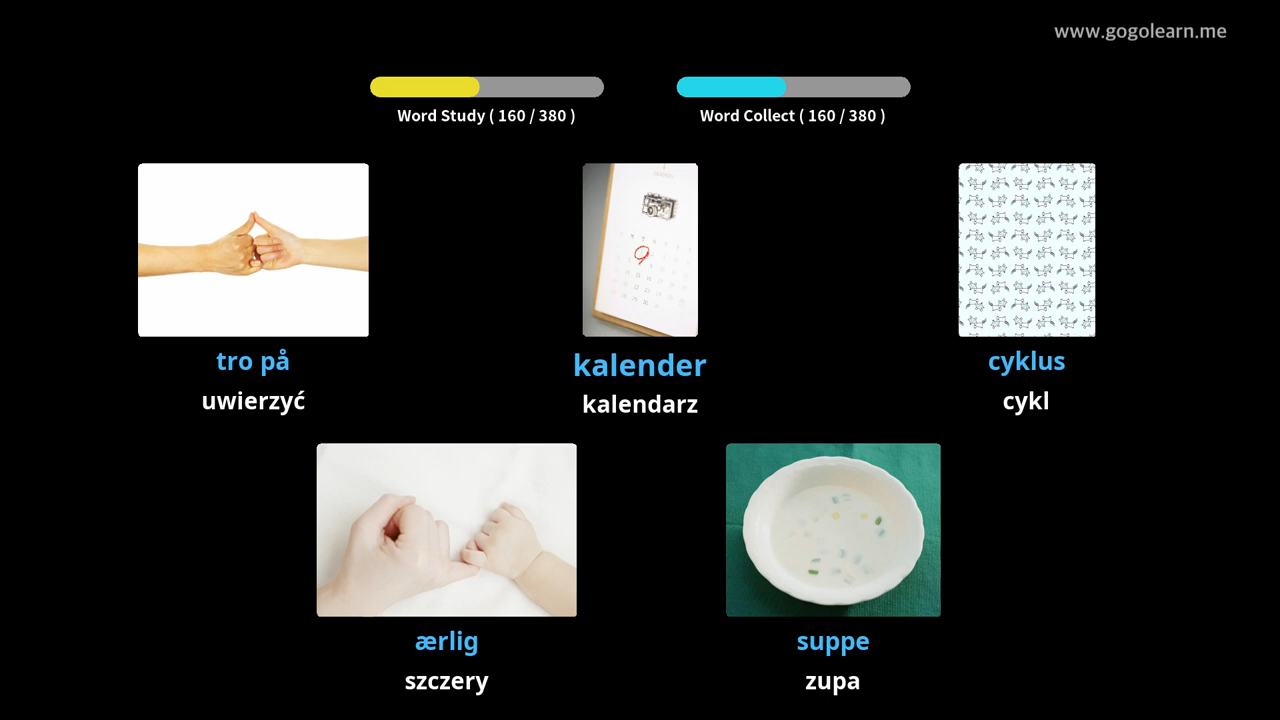 www.gogolearn.me
Word Study ( 160 / 380 )
Word Collect ( 160 / 380 )
tro på
uwierzyć
kalender
kalendarz
cyklus
cykl
ærlig
szczery
suppe
zupa